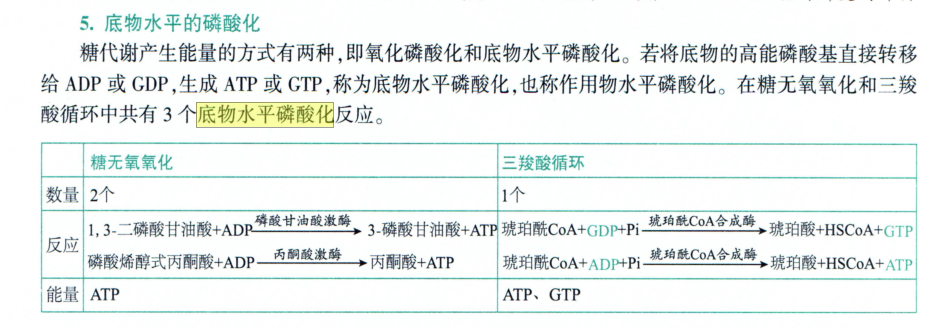 5. 底物水平的磷酸化
糖代谢产生能量的方式有两种,即氧化磷酸化和底物水平磷酸化。若将底物的高能磷酸基直接转移
给 ADP 或 GDP,生成 ATP 或 GTP,称为底物水平磷酸化,也称作用物水平磷酸化。在糖无氧氧化和三羧
酸循环中共有 3 个底物水平磷酸化反应。
糖无氧氧化 三羧酸循环
数量 2个 1个
反应
1,3-二磷酸甘油酸+ADP 磷酸甘油酸激酶 3-磷酸甘油酸+ATP 琥珀酰CoA+GDP+Pi 琥珀酰CoA合成酶 琥珀酸+HSCoA+GTP
磷酸烯醇式丙酮酸+ADP 丙酮酸激酶 丙酮酸+ATP 琥珀酰CoA+ADP+Pi 琥珀酰CoA合成酶 琥珀酸+HSCoA+ATP
能量 ATP ATP、GTP